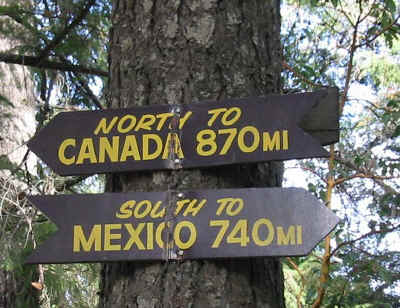 NORTH TO
CANADA 870MI
SOUTH TO
MEXICO 740MI